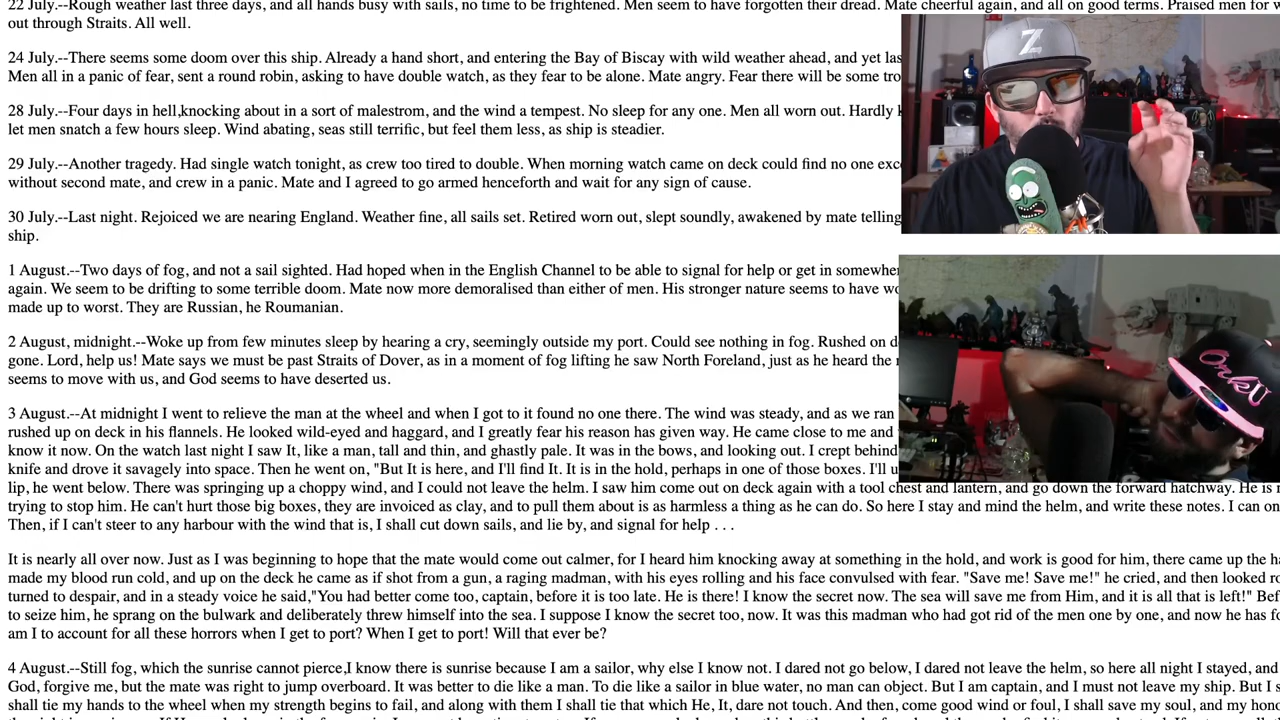 22 July.--Rough weather last three days, and all hands busy with sails, no time to be frightened. Men seem to have forgotten their dread. Mate cheerful again, and all on good terms. Praised men for w
out through Straits. All well.
24 July.--There seems some doom over this ship. Already a hand short, and entering the Bay of Biscay with wild weather ahead, and yet las
Men all in a panic of fear, sent a round robin, asking to have double watch, as they fear to be alone. Mate angry. Fear there will be some tro
28 July.--Four days in hell,knocking about in a sort of malestrom, and the wind a tempest. No sleep for any one. Men all worn out. Hardly
let men snatch a few hours sleep. Wind abating, seas still terrific, but feel them less, as ship is steadier.
29 July.--Another tragedy. Had single watch tonight, as crew too tired to double. When morning watch came on deck could find no one exc
without second mate, and crew in a panic. Mate and I agreed to go armed henceforth and wait for any sign of cause.
30 July.--Last night. Rejoiced we are nearing England. Weather fine, all sails set. Retired worn out, slept soundly, awakened by mate telling
ship.
1 August.--Two days of fog, and not a sail sighted. Had hoped when in the English Channel to be able to signal for help or get in somewhe
again. We seem to be drifting to some terrible doom. Mate now more demoralised than either of men. His stronger nature seems to have wo
made up to worst. They are Russian, he Roumanian.
2 August, midnight.--Woke up from few minutes sleep by hearing a cry, seemingly outside my port. Could see nothing in fog. Rushed on d
gone. Lord, help us! Mate says we must be past Straits of Dover, as in a moment of fog lifting he saw North Foreland, just as he heard the
seems to move with us, and God seems to have deserted us.
3 August.--At midnight I went to relieve the man at the wheel and when I got to it found no one there. The wind was steady, and as we ran
rushed up on deck in his flannels. He looked wild-eyed and haggard, and I greatly fear his reason has given way. He came close to me and
know it now. On the watch last night I saw It, like a man, tall and thin, and ghastly pale. It was in the bows, and looking out. I crept behind
knife and drove it savagely into space. Then he went on, "But It is here, and I'll find It. It is in the hold, perhaps in one of those boxes. I'll u
lip, he went below. There was springing up a choppy wind, and I could not leave the helm. I saw him come out on deck again with a tool chest and lantern, and go down the forward hatchway. He is
trying to stop him. He can't hurt those big boxes, they are invoiced as clay, and to pull them about is as harmless a thing as he can do. So here I stay and mind the helm, and write these notes. I can on
Then, if I can't steer to any harbour with the wind that is, I shall cut down sails, and lie by, and signal for help . . .
It is nearly all over now. Just as I was beginning to hope that the mate would come out calmer, for I heard him knocking away at something in the hold, and work is good for him, there came up the ha
made my blood run cold, and up on the deck he came as if shot from a gun, a raging madman, with his eyes rolling and his face convulsed with fear. "Save me! Save me!" he cried, and then looked ro
turned to despair, and in a steady voice he said,"You had better come too, captain, before it is too late. He is there! I know the secret now. The sea will save me from Him, and it is all that is left!" Bef
to seize him, he sprang on the bulwark and deliberately threw himself into the sea. I suppose I know the secret too, now. It was this madman who had got rid of the men one by one, and now he has fo
am I to account for all these horrors when I get to port? When I get to port! Will that ever be?
4 August.--Still fog, which the sunrise cannot pierce,I know there is sunrise because I am a sailor, why else I know not. I dared not go below, I dared not leave the helm, so here all night I stayed, and
God, forgive me, but the mate was right to jump overboard. It was better to die like a man. To die like a sailor in blue water, no man can object. But I am captain, and I must not leave my ship. But I s
shall tie my hands to the wheel when my strength begins to fail, and along with them I shall tie that which He, It, dare not touch. And then, come good wind or foul, I shall save my soul, and my hono
Z
OrkU